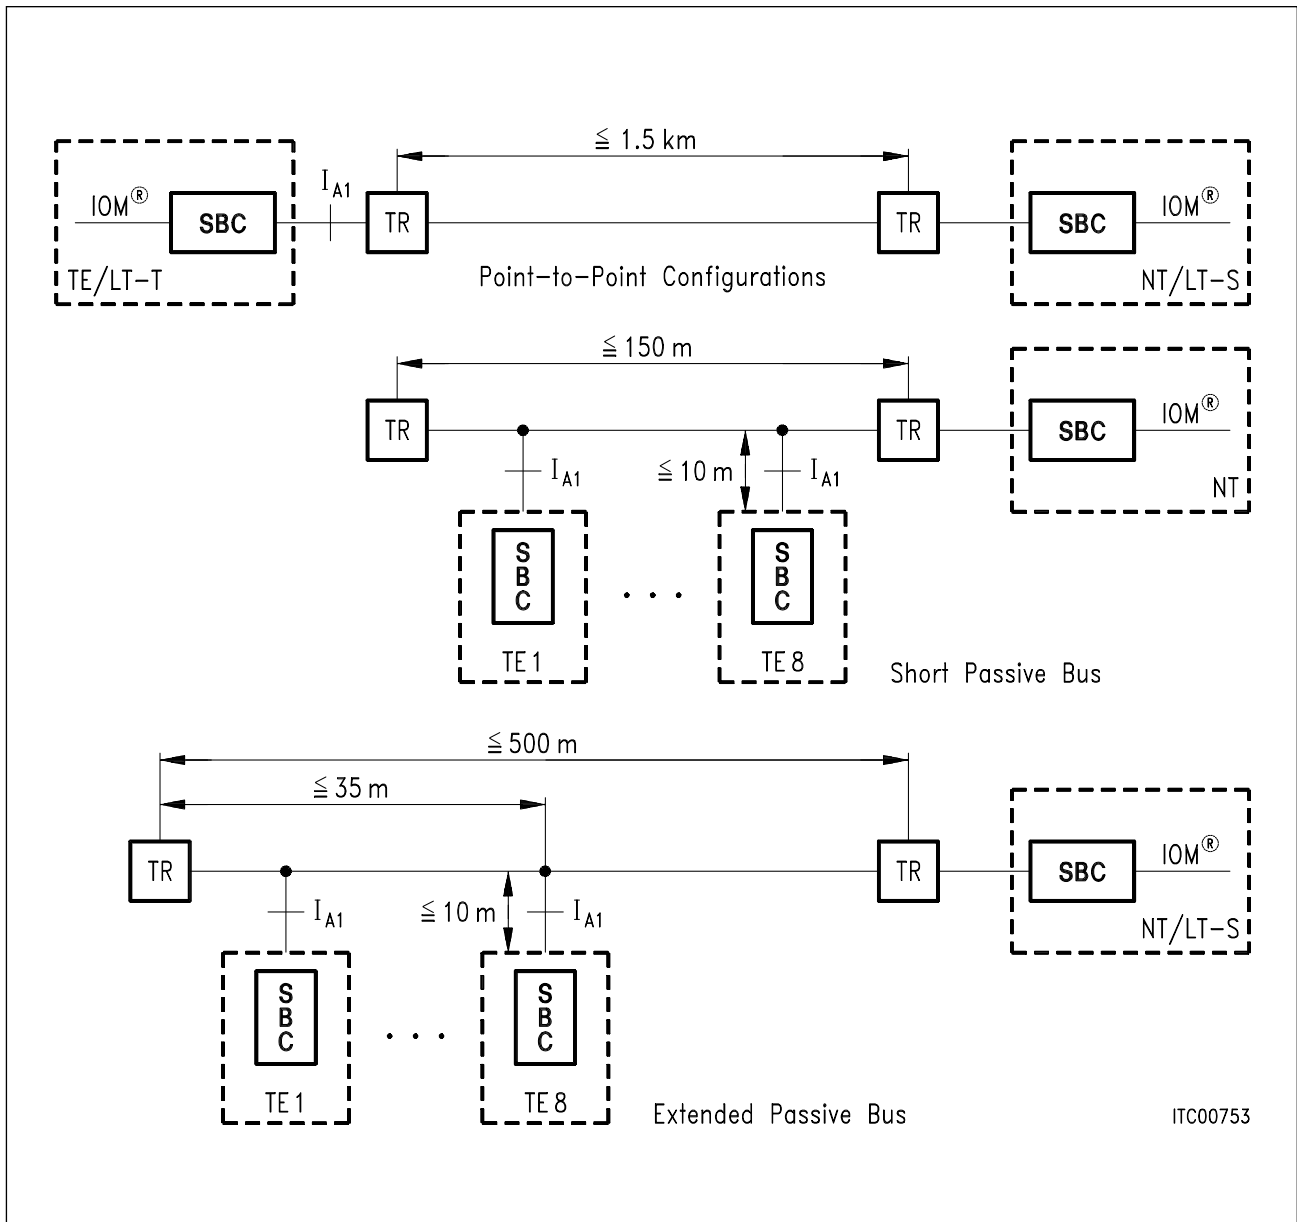 ≦ 1.5 km
IOM® SBC I A1 TR TR SBC IOM®
TE/LT-T Point-to-Point Configurations NT/LT-S
≦ 150 m
TR TR SBC IOM®
I A1 ≦ 10 m I A1 NT
S B C . . . S B C
TE 1 TE 8
Short Passive Bus
≦ 500 m
≦ 35 m
TR TR SBC IOM®
I A1 ≦ 10 m I A1 NT/LT-S
S B C . . . S B C
TE 1 TE 8
Extended Passive Bus ITC00753